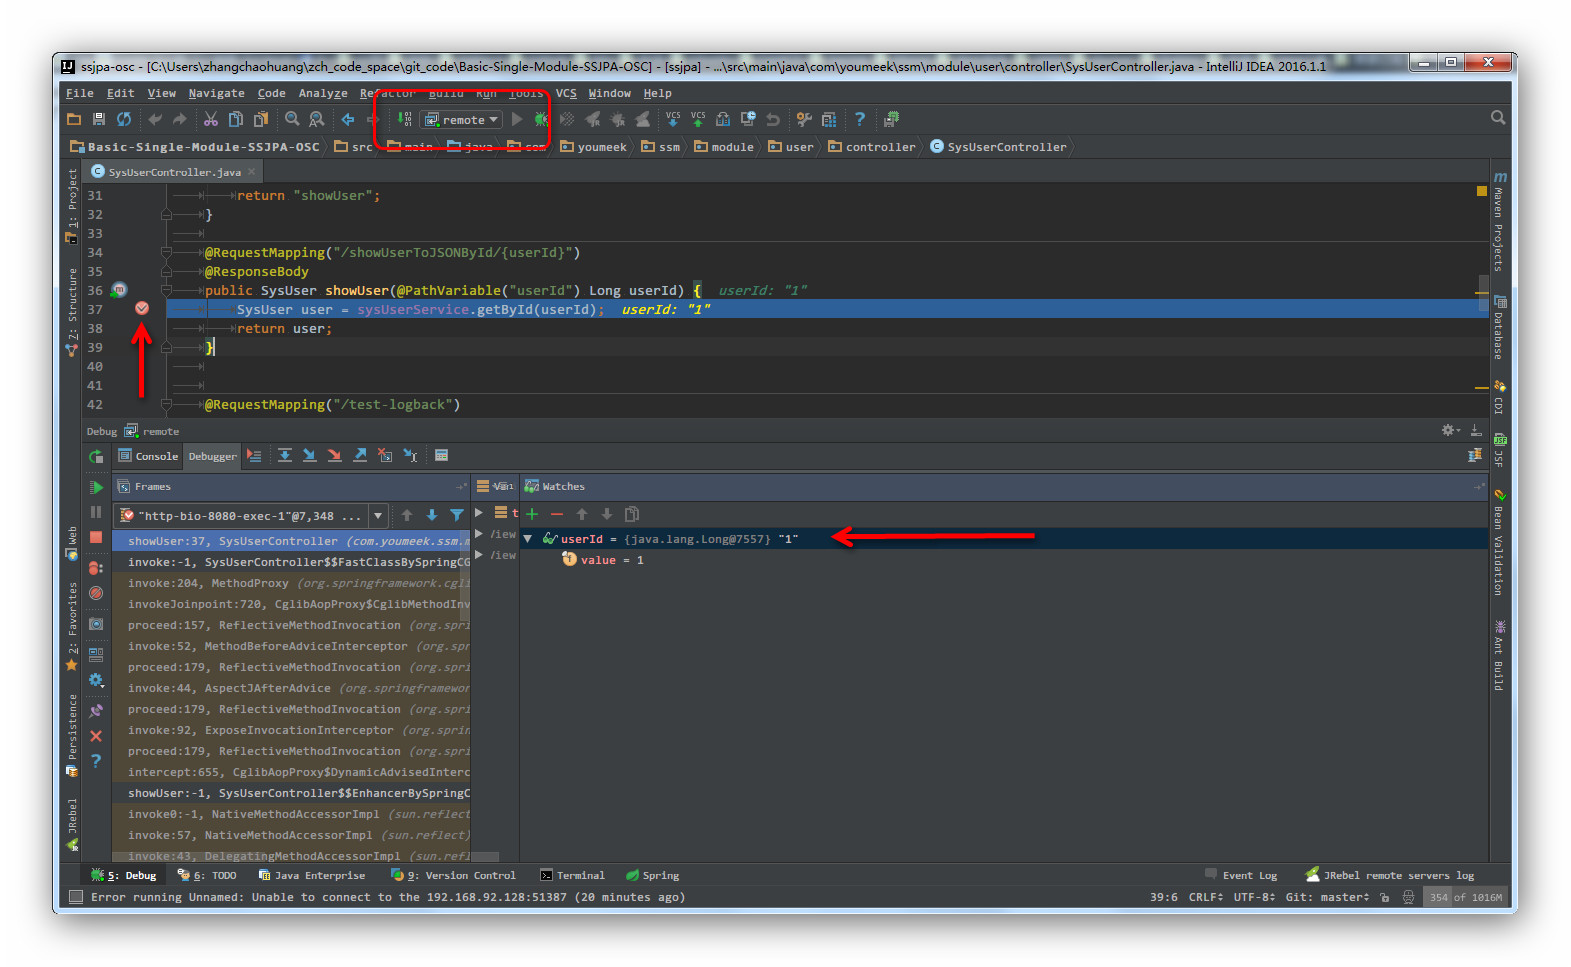 ssjpa-osc - [C:\Users\zhangchaohuang\zch_code_space\git_code\Basic-Single-Module-SSJPA-OSC] - [ssjpa] - ...\src\main\java\com\youmeek\ssm\module\user\controller\SysUserController.java - IntelliJ IDEA 2016.1.1
File Edit View Navigate Code Analyze Refactor Build Run Tools VCS Window Help
remote
Basic-Single-Module-SSJPA-OSC src main java com youmeek ssm module user controller SysUserController
SysUserController.java
31 return "showUser";
32 }
33
34 @RequestMapping("/showUserToJSONById/{userId}")
35 @ResponseBody
36 public SysUser showUser(@PathVariable("userId") Long userId) { userId: "1"
37 SysUser user = sysUserService.getById(userId); userId: "1"
38 return user;
39 }
40
41
42 @RequestMapping("/test-logback")
1: Project
7: Structure
Web
2: Favorites
Persistence
JRebel
Maven Projects
Database
CDI
JSF
Bean Validation
Ant Build
Debug remote
Console Debugger
Frames
Watches
"http-bio-8080-exec-1"@7,348 ...
showUser:37, SysUserController (com.youmeek.ssm.m
invoke:-1, SysUserController$$FastClassBySpringCG
invoke:204, MethodProxy (org.springframework.cgli
invokeJoinpoint:720, CglibAopProxy$CglibMethodInv
proceed:157, ReflectiveMethodInvocation (org.spri
invoke:52, MethodBeforeAdviceInterceptor (org.spr
proceed:179, ReflectiveMethodInvocation (org.spri
invoke:44, AspectJAfterAdvice (org.springframewor
proceed:179, ReflectiveMethodInvocation (org.spri
invoke:92, ExposeInvocationInterceptor (org.sprin
proceed:179, ReflectiveMethodInvocation (org.spri
intercept:655, CglibAopProxy$DynamicAdvisedInterc
showUser:-1, SysUserController$$EnhancerBySpringC
invoke0:-1, NativeMethodAccessorImpl (sun.reflect
invoke:57, NativeMethodAccessorImpl (sun.reflect)
invoke:43, DelegatingMethodAccessorImpl (sun.refl
t
/iew
/iew
userId = {java.lang.Long@7557} "1"
value = 1
5: Debug 6: TODO Java Enterprise 9: Version Control Terminal Spring Event Log JRebel remote servers log
Error running Unnamed: Unable to connect to the 192.168.92.128:51387 (20 minutes ago) 39:6 CRLF UTF-8 Git: master 354 of 1016M